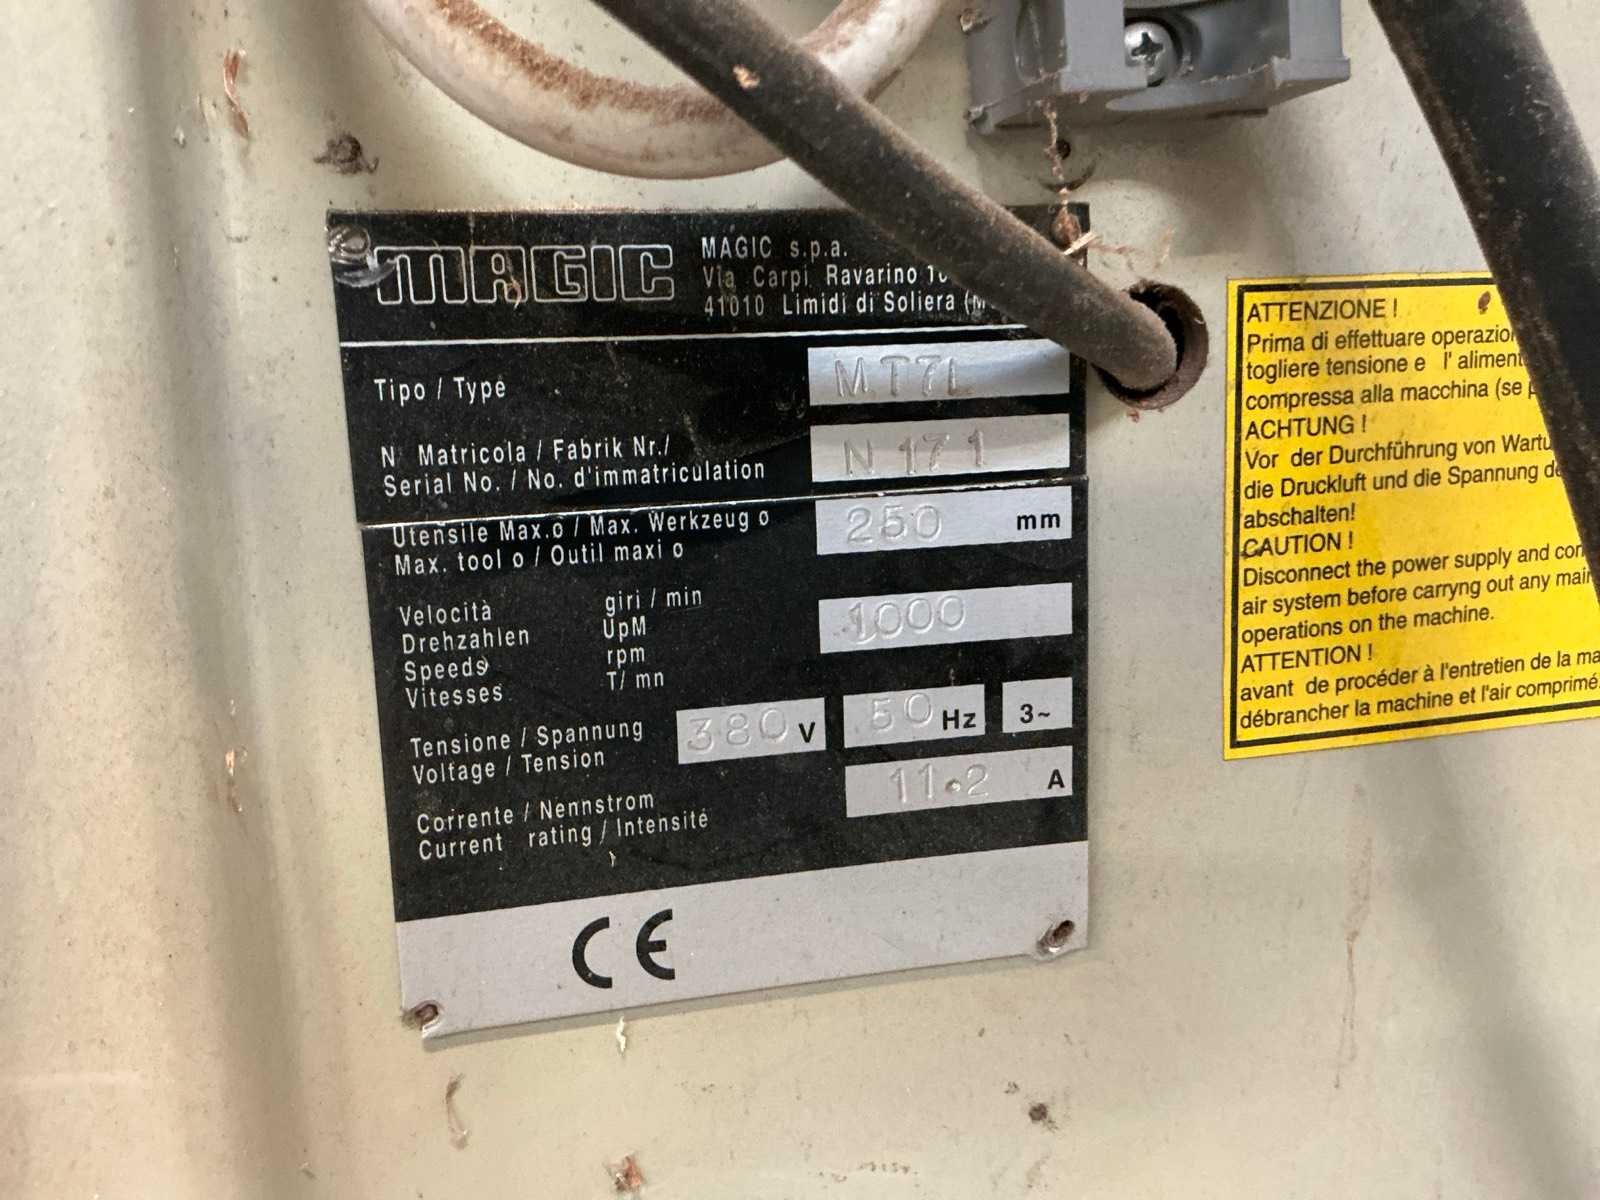 MAGIC
MAGIC s.p.a.
Via Carpi Ravarino
41010 Limidi di Soliera
Tipo / Type MT7L
N Matricola / Fabrik Nr./
Serial No. / No. d'immatriculation N 171
Utensile Max.ø / Max. Werkzeug ø
Max. tool ø / Outil maxi ø 250 mm
Velocità giri / min
Drehzahlen UpM
Speeds rpm
Vitesses T/ mn
1000
Tensione / Spannung
Voltage / Tension 380 V 50 Hz 3~
Corrente / Nennstrom
Current rating / Intensité 11.2 A
CE
ATTENZIONE !
Prima di effettuare
togliere tensione e l'
compressa alla macchina (se
ACHTUNG !
Vor der Durchführung von
die Druckluft und die Spannung
abschalten!
CAUTION !
Disconnect the power supply and
air system before carryng out any
operations on the machine.
ATTENTION !
avant de procéder à l'entretien de la
débrancher la machine et l'air comprimé.